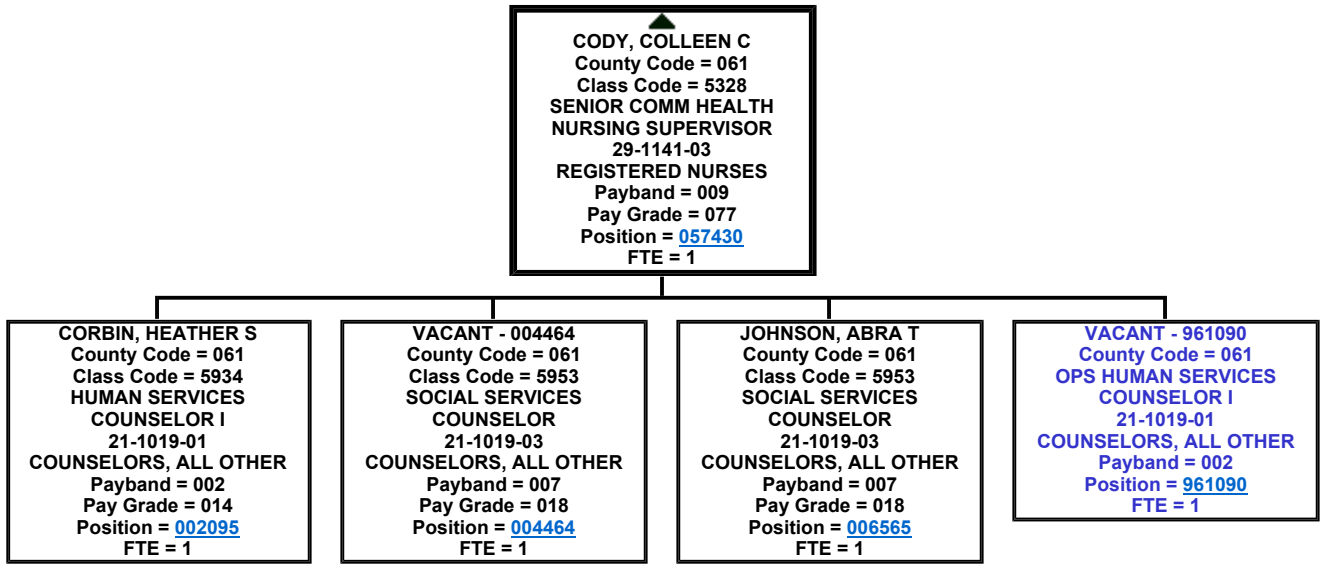 CODY, COLLEEN C
County Code = 061
Class Code = 5328
SENIOR COMM HEALTH
NURSING SUPERVISOR
29-1141-03
REGISTERED NURSES
Payband = 009
Pay Grade = 077
Position = 057430
FTE = 1
CORBIN, HEATHER S
County Code = 061
Class Code = 5934
HUMAN SERVICES
COUNSELOR I
21-1019-01
COUNSELORS, ALL OTHER
Payband = 002
Pay Grade = 014
Position = 002095
FTE = 1
VACANT - 004464
County Code = 061
Class Code = 5953
SOCIAL SERVICES
COUNSELOR
21-1019-03
COUNSELORS, ALL OTHER
Payband = 007
Pay Grade = 018
Position = 004464
FTE = 1
JOHNSON, ABRA T
County Code = 061
Class Code = 5953
SOCIAL SERVICES
COUNSELOR
21-1019-03
COUNSELORS, ALL OTHER
Payband = 007
Pay Grade = 018
Position = 006565
FTE = 1
VACANT - 961090
County Code = 061
OPS HUMAN SERVICES
COUNSELOR I
21-1019-01
COUNSELORS, ALL OTHER
Payband = 002
Position = 961090
FTE = 1